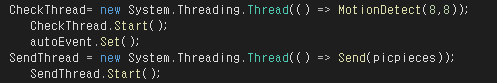 CheckThread= new System.Threading.Thread(() => MotionDetect(8,8));
CheckThread.Start();
autoEvent.Set();
SendThread = new System.Threading.Thread(() => Send(picpieces));
SendThread.Start();